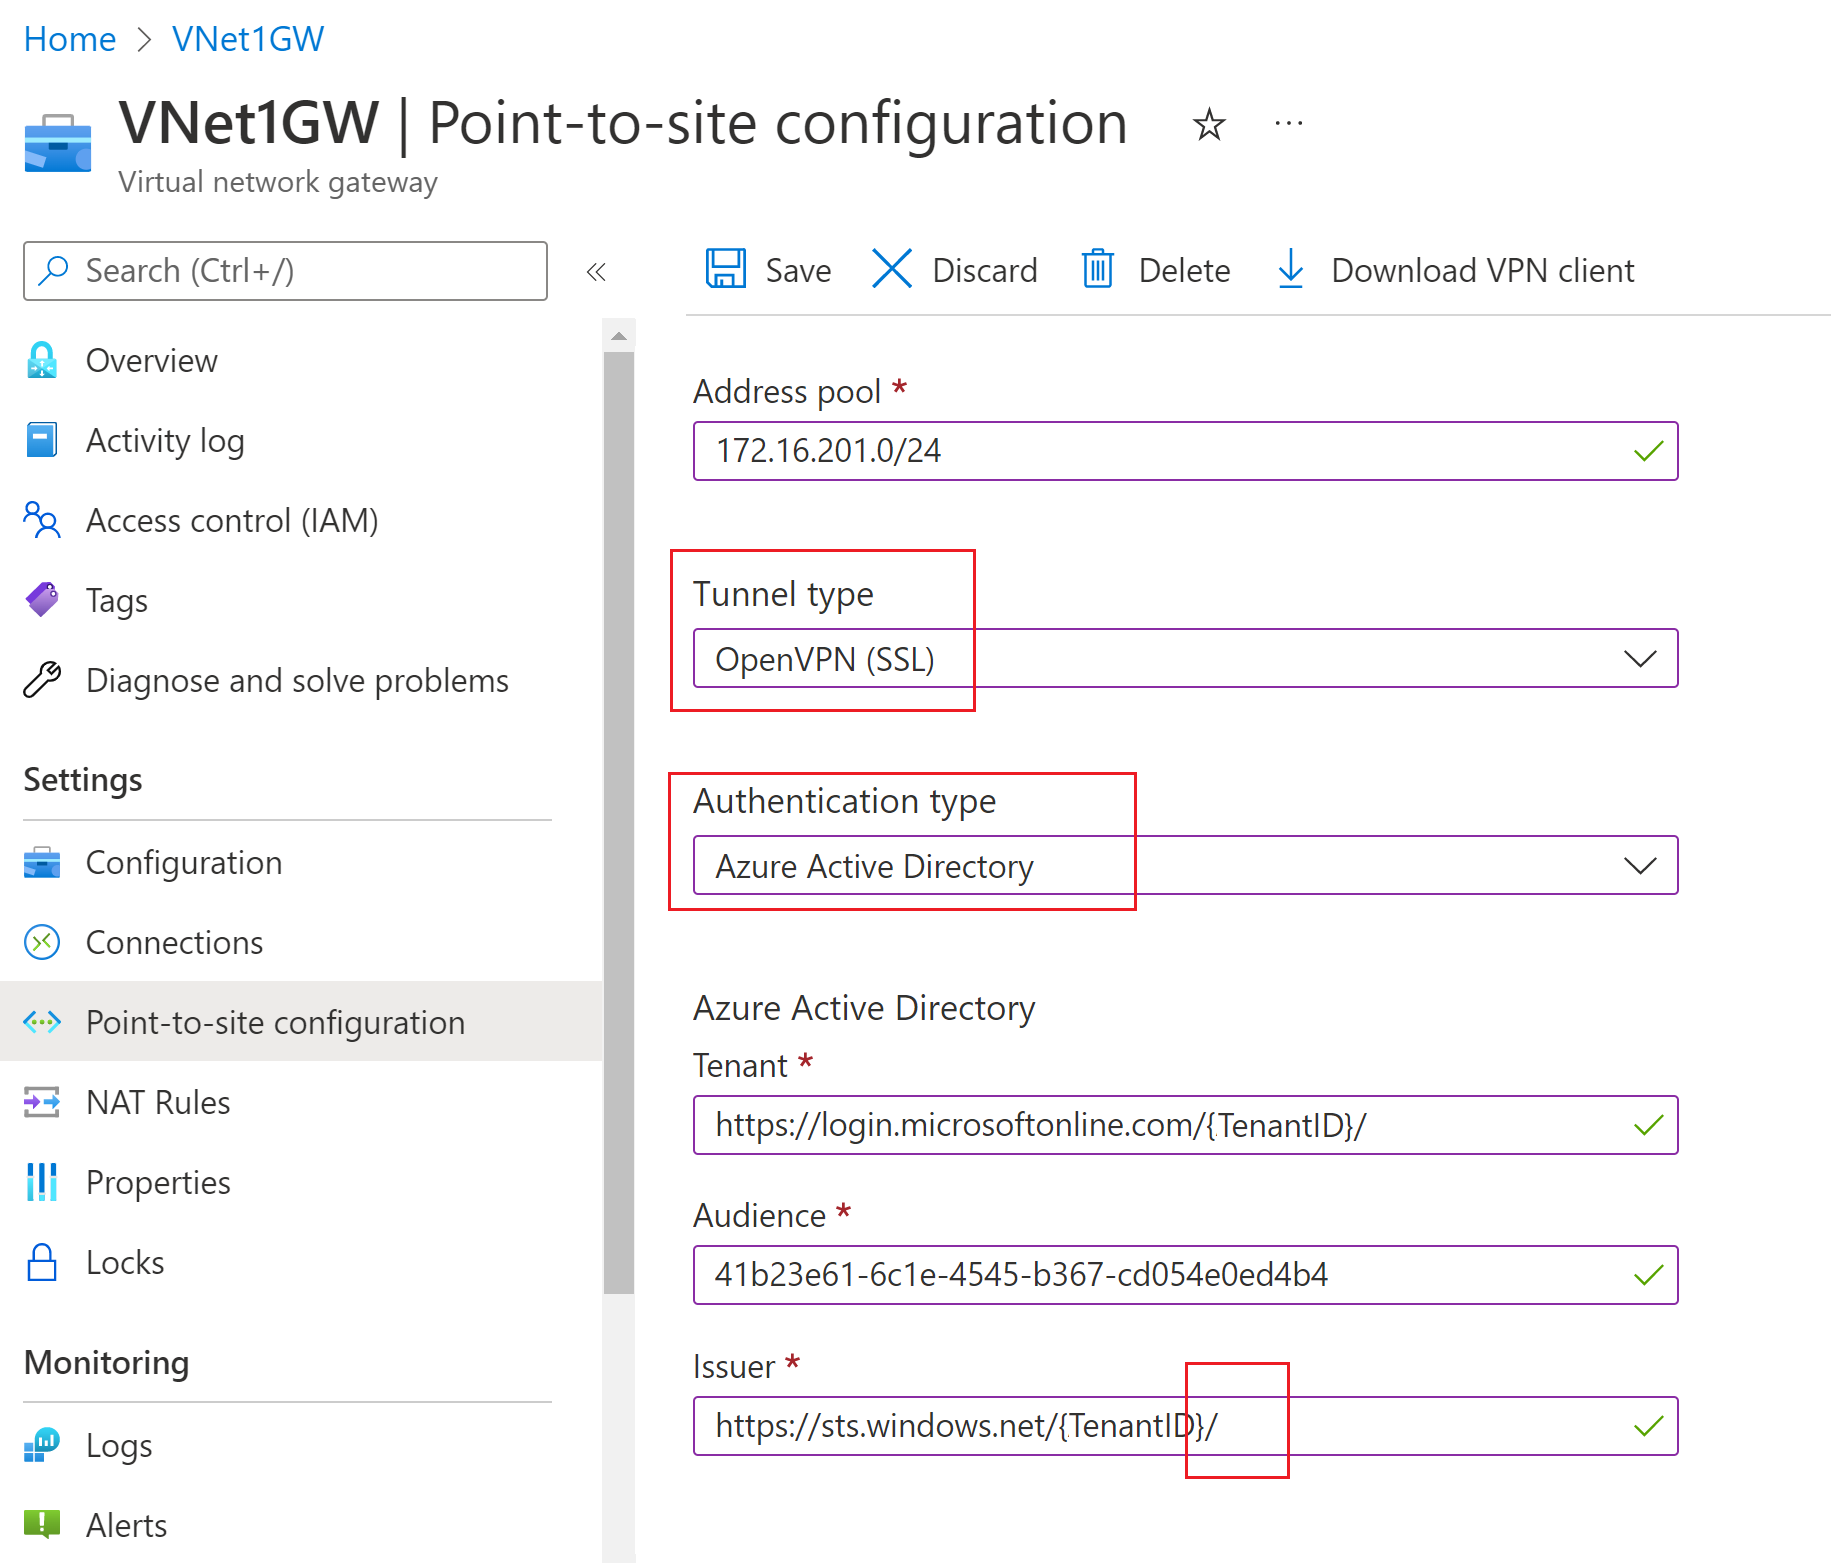 Home > VNet1GW
VNet1GW | Point-to-site configuration
Virtual network gateway
Search (Ctrl+/)
Overview
Activity log
Access control (IAM)
Tags
Diagnose and solve problems
Settings
Configuration
Connections
Point-to-site configuration
NAT Rules
Properties
Locks
Monitoring
Logs
Alerts
Save Discard Delete Download VPN client
Address pool *
172.16.201.0/24
Tunnel type
OpenVPN (SSL)
Authentication type
Azure Active Directory
Azure Active Directory
Tenant *
https://login.microsoftonline.com/{TenantID}/
Audience *
41b23e61-6c1e-4545-b367-cd054e0ed4b4
Issuer *
https://sts.windows.net/{TenantID}/